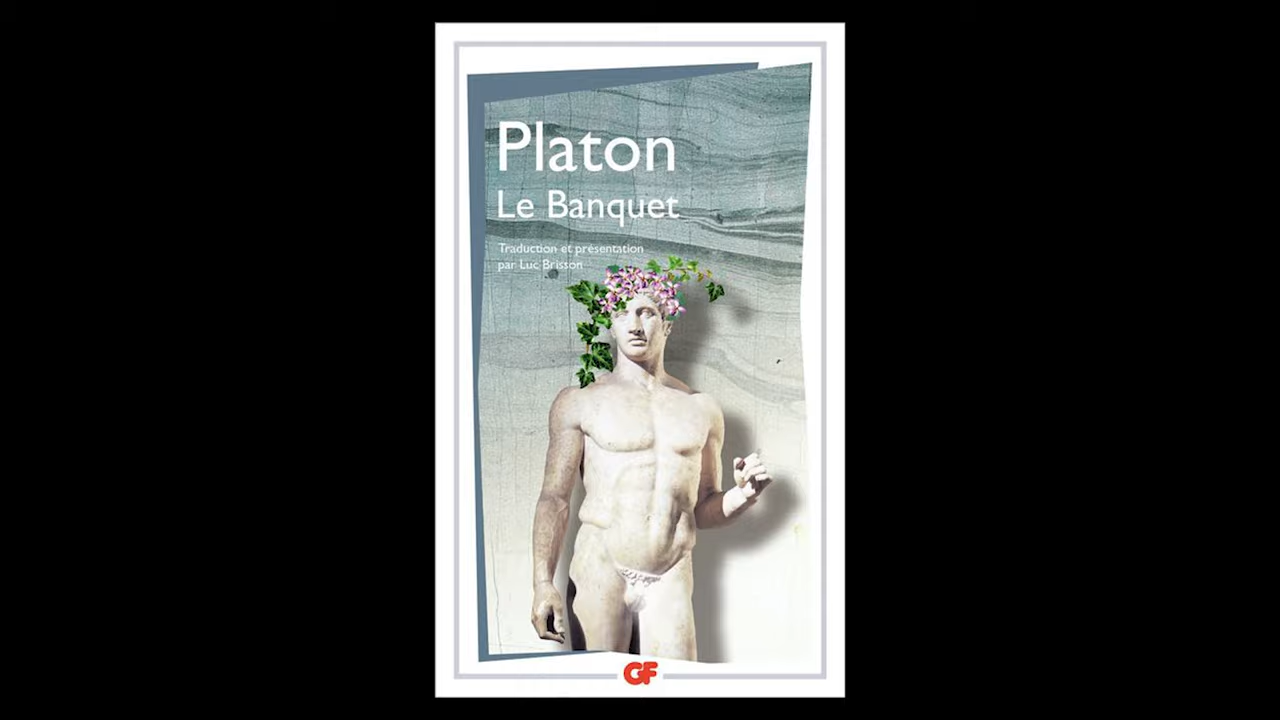 Platon
Le Banquet
Traduction et présentation
par Luc Brisson
GF